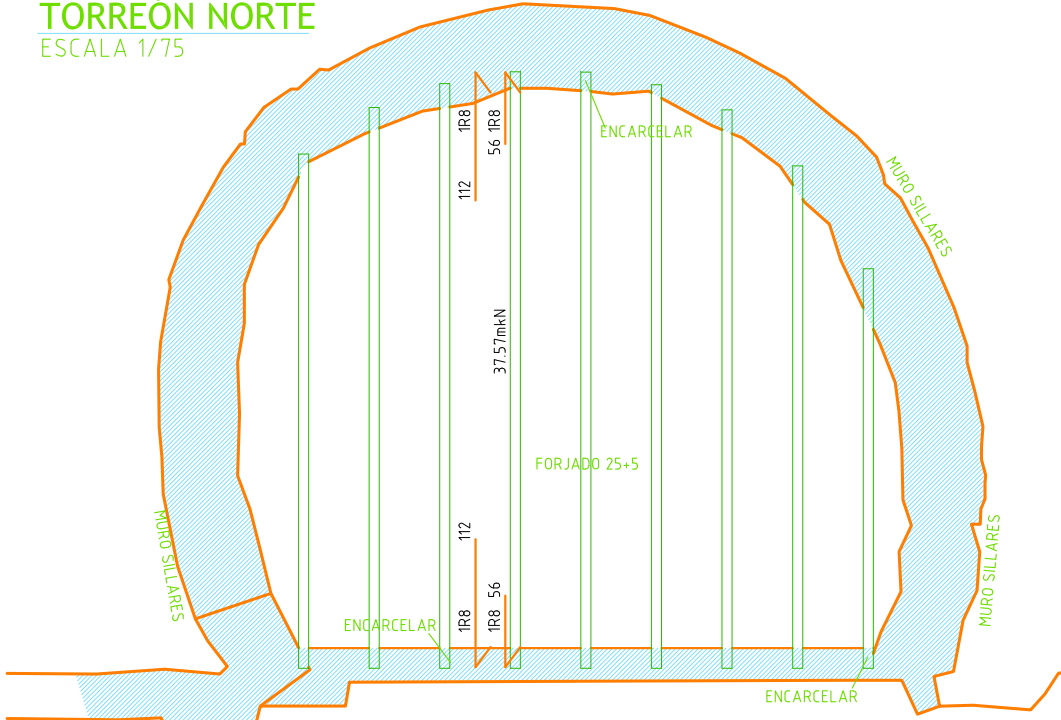 TORREÓN NORTE
ESCALA 1/75
1R8
56 1R8
112
ENCARCELAR
MURO SILLARES
37.57mkN
FORJADO 25+5
112
1R8
1R8 56
MURO SILLARES
MURO SILLARES
ENCARCELAR
ENCARCELAR